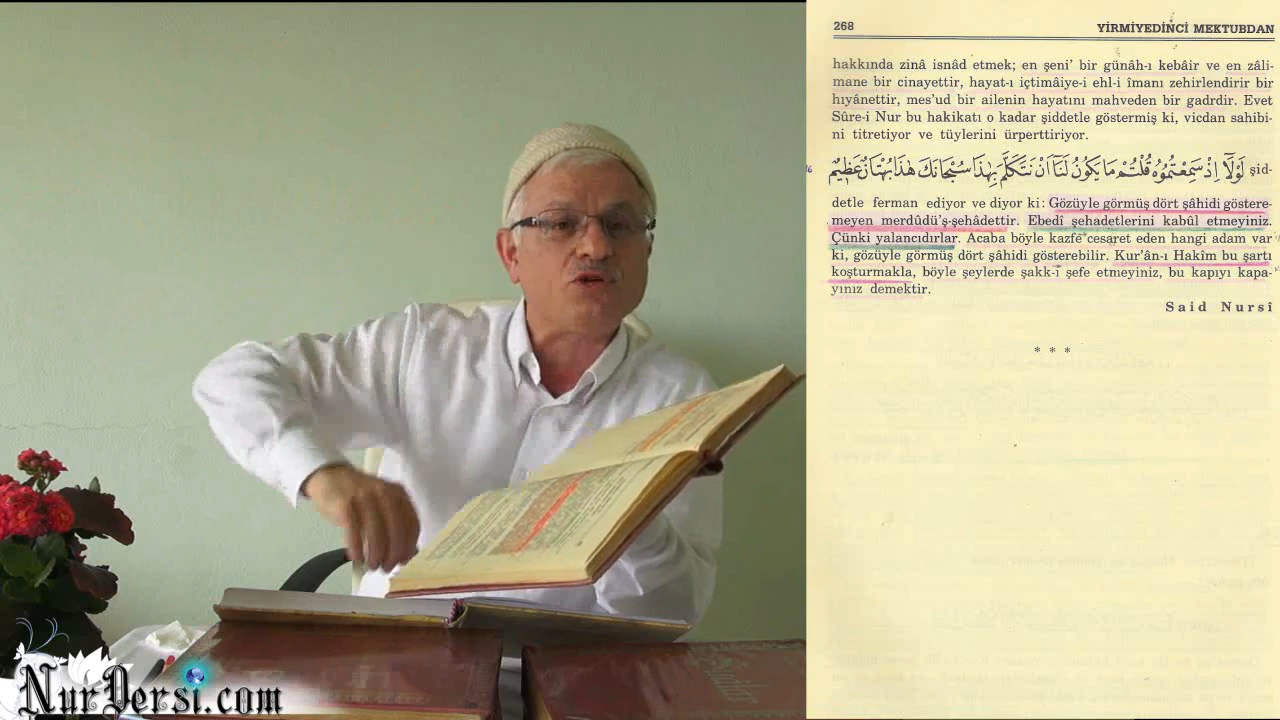 268 YİRMİYEDİNCİ MEKTUBDAN
hakkında zinâ isnâd etmek; en şeni' bir günâh-ı kebâir ve en zâli-
mane bir cinayettir, hayat-ı içtimâiye-i ehl-i îmanı zehirlendirir bir
hıyânettir, mes'ud bir ailenin hayatını mahveden bir gadrdir. Evet
Sûre-i Nur bu hakikatı o kadar şiddetle göstermiş ki, vicdan sahibi-
ni titretiyor ve tüylerini ürperttiriyor.
لَوْلَٓا اِذْ سَمِعْتُمُوهُ قُلْتُمْ مَا يَكُونُ لَنَٓا اَنْ نَتَكَلَّمَ بِهٰذَا سُبْحَانَكَ هٰذَا بُهْتَانٌ عَظِيمٌ şid-
detle ferman ediyor ve diyor ki: Gözüyle görmüş dört şâhidi göstere-
meyen merdûdü'ş-şehâdettir. Ebedî şehadetlerini kabûl etmeyiniz.
Çünki yalancıdırlar. Acaba böyle kazfe cesaret eden hangi adam var
ki, gözüyle görmüş dört şâhidi gösterebilir. Kur'ân-ı Hakîm bu şartı
koşturmakla, böyle şeylerde şakk-î şefe etmeyiniz, bu kapıyı kapa-
yınız demektir.
Said Nursî
* * *
NurDersi.com